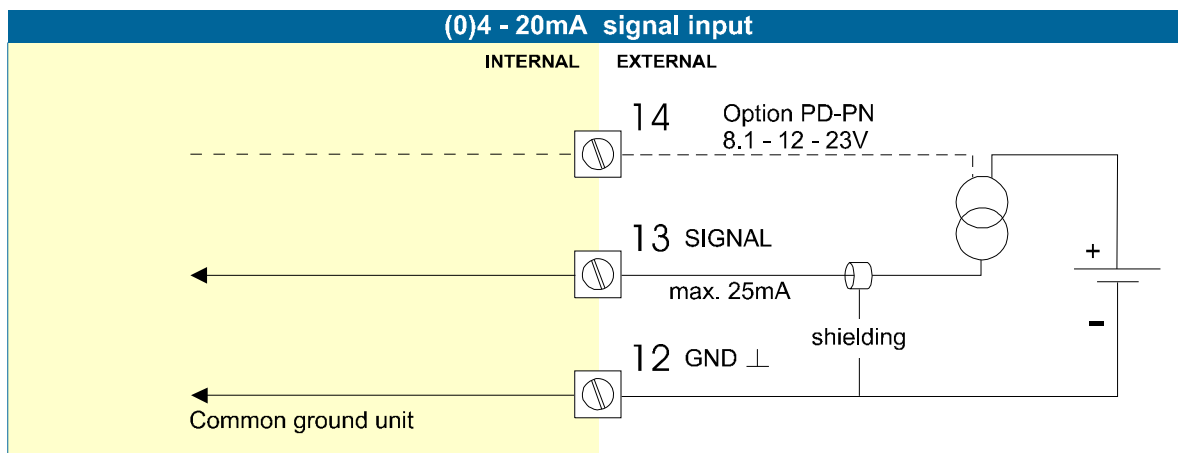 (0)4 - 20mA signal input
INTERNAL EXTERNAL
14 Option PD-PN
8.1 - 12 - 23V
13 SIGNAL
max. 25mA
+
-
shielding
12 GND ⊥
Common ground unit